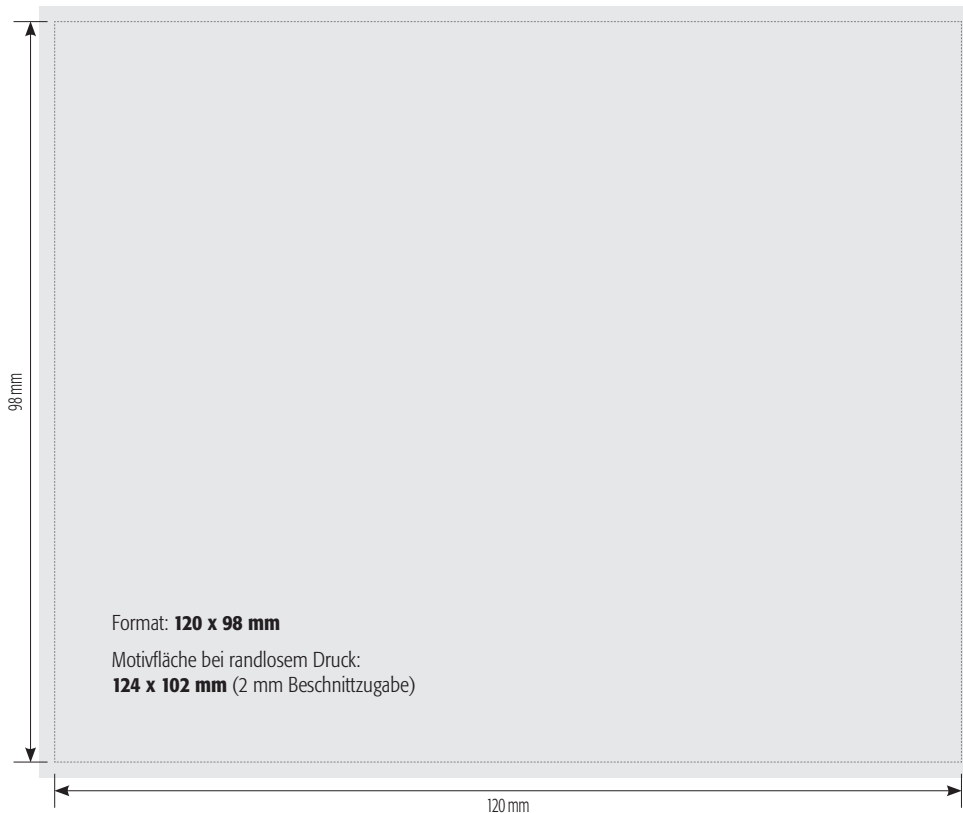 98 mm
Format: 120 x 98 mm
Motivfläche bei randlosem Druck:
124 x 102 mm (2 mm Beschnittzugabe)
120 mm